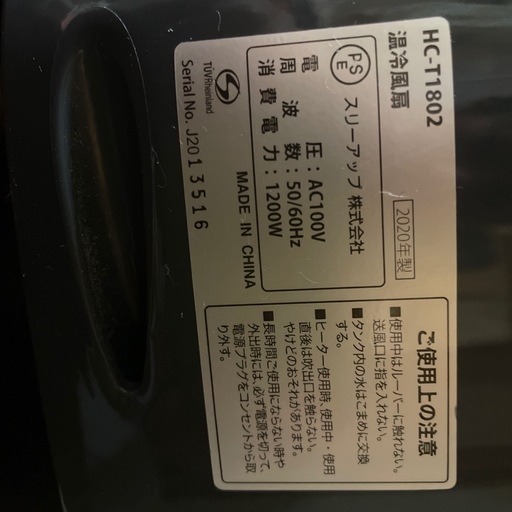 HC-T1802
温冷風扇
2020年製
PS
E
スリーアップ 株式会社
電圧:AC100V
周波数:50/60Hz
消費電力:1200W
TÜVRheinland
MADE IN CHINA
Serial No. J2013516
ご使用上の注意
■使用中はルーバーに触れない。
送風口に指を入れない。
■タンク内の水はこまめに交換
する。
■ヒーター使用時、使用中・使用
直後は吹出口を触らない。
やけどのおそれがあります。
■長時間ご使用にならない時や
外出時には、必ず電源を切って、
電源プラグをコンセントから取
り外す。